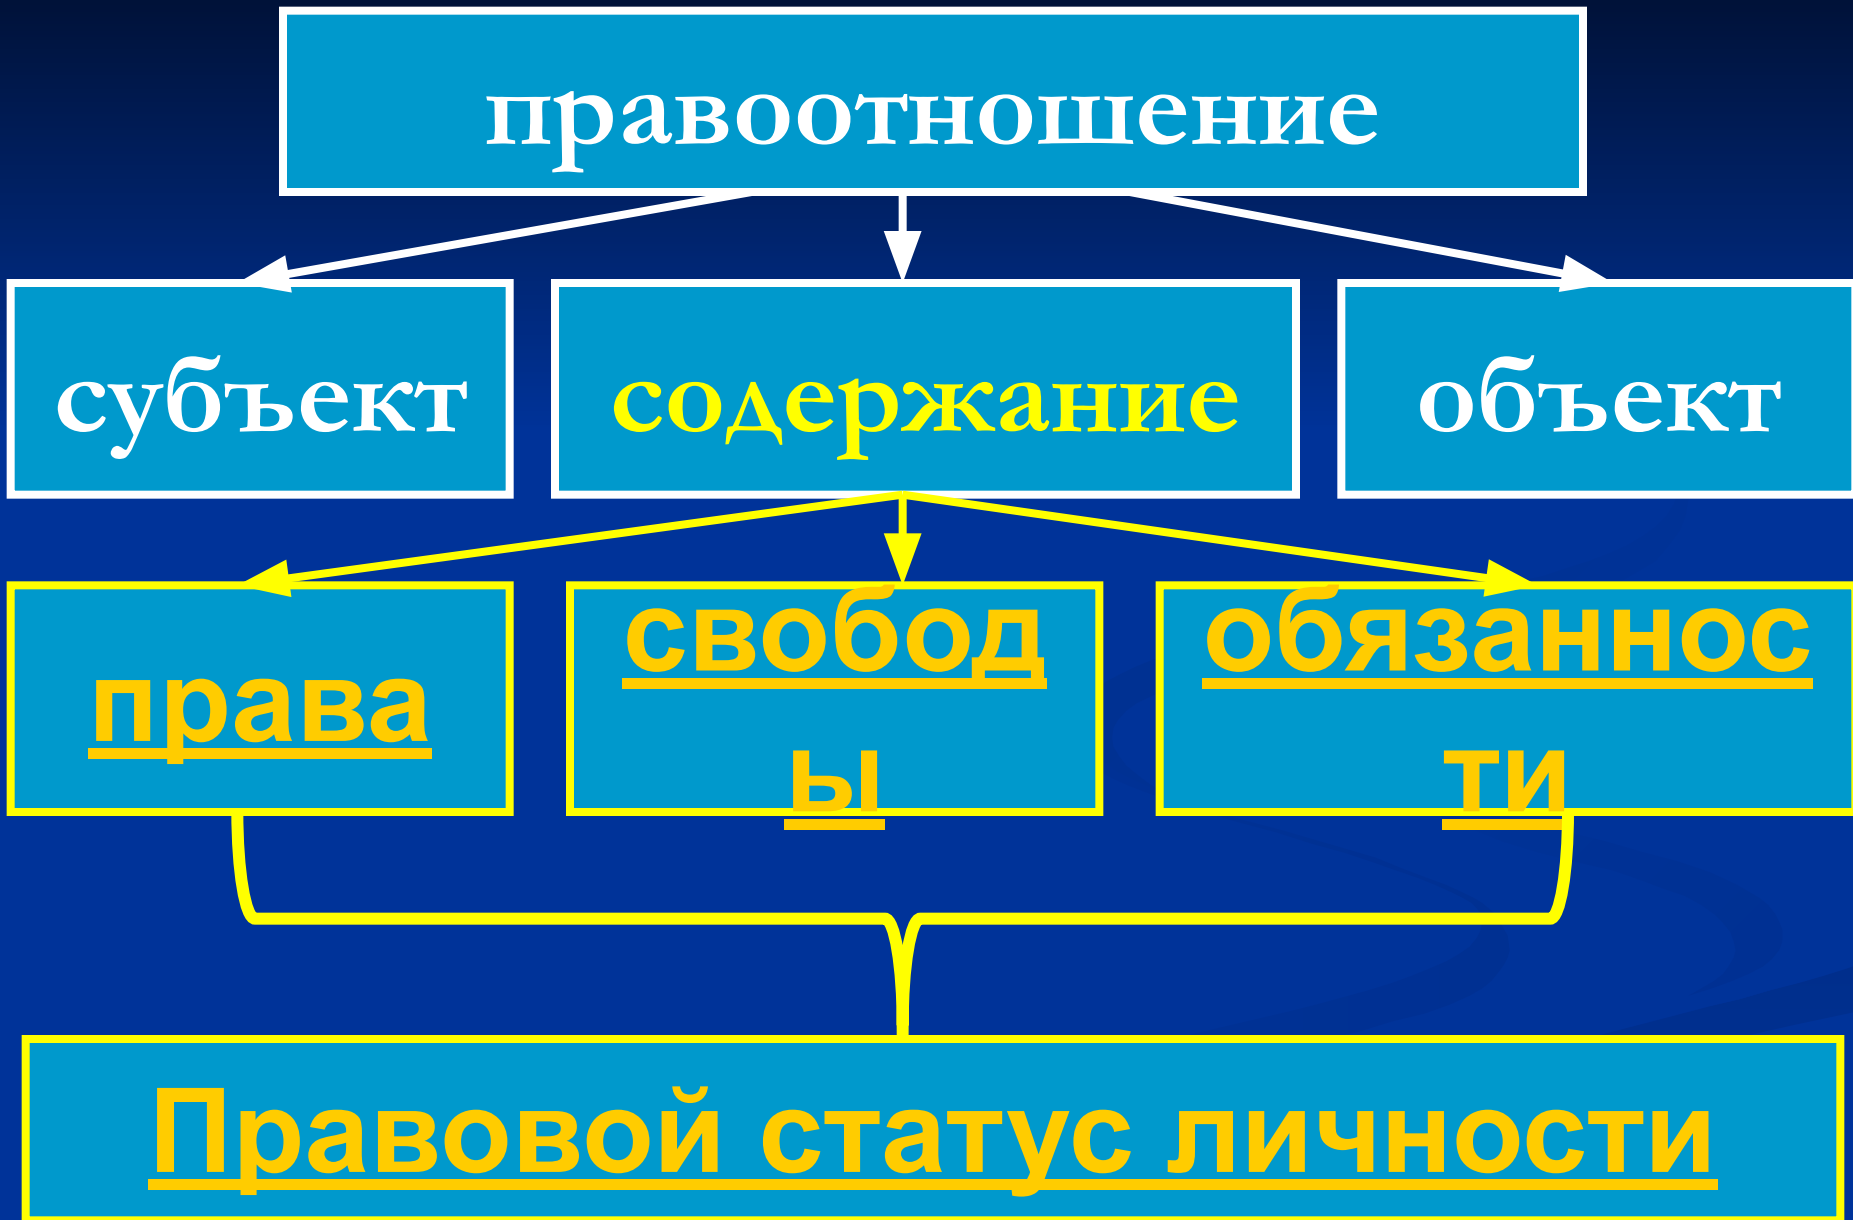 правоотношение
субъект
содержание
объект
права
свобод
ы
обязаннос
ти
Правовой статус личности